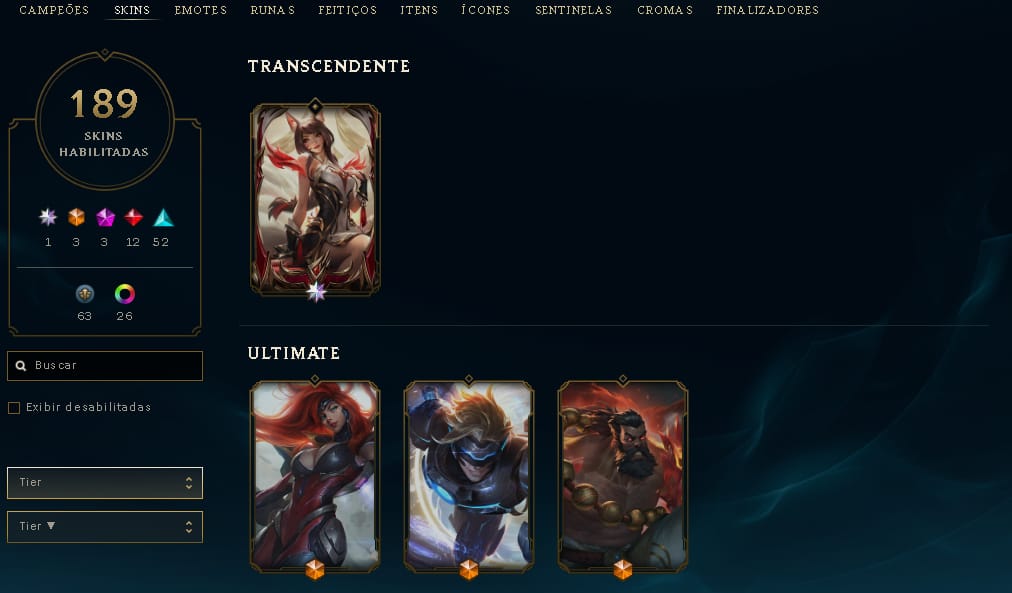 CAMPEÕES SKINS EMOTES RUNAS FEITIÇOS ITENS ÍCONES SENTINELAS CROMAS FINALIZADORES
189
SKINS
HABILITADAS
1 3 3 12 52
63 26
Buscar
Exibir desabilitadas
Tier
Tier ▼
TRANSCENDENTE
ULTIMATE